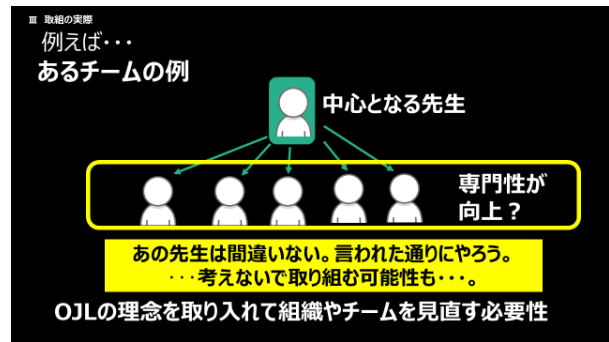 Ⅲ 取組の実際
例えば・・・
あるチームの例
中心となる先生
専門性が
向上？
あの先生は間違いない。言われた通りにやろう。
・・・考えないで取り組む可能性も・・・。
OJLの理念を取り入れて組織やチームを見直す必要性